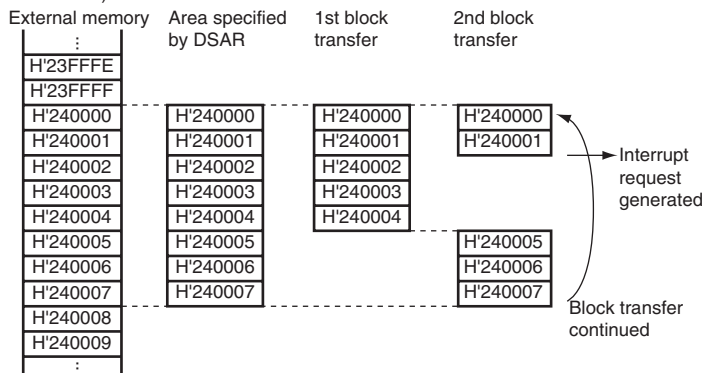 External memory
Area specified
by DSAR
1st block
transfer
2nd block
transfer
:
H'23FFFE
H'23FFFF
H'240000
H'240001
H'240002
H'240003
H'240004
H'240005
H'240006
H'240007
H'240008
H'240009
:
H'240000
H'240001
H'240002
H'240003
H'240004
H'240005
H'240006
H'240007
H'240000
H'240001
H'240002
H'240003
H'240004
H'240000
H'240001
H'240005
H'240006
H'240007
Interrupt
request
generated
Block transfer
continued